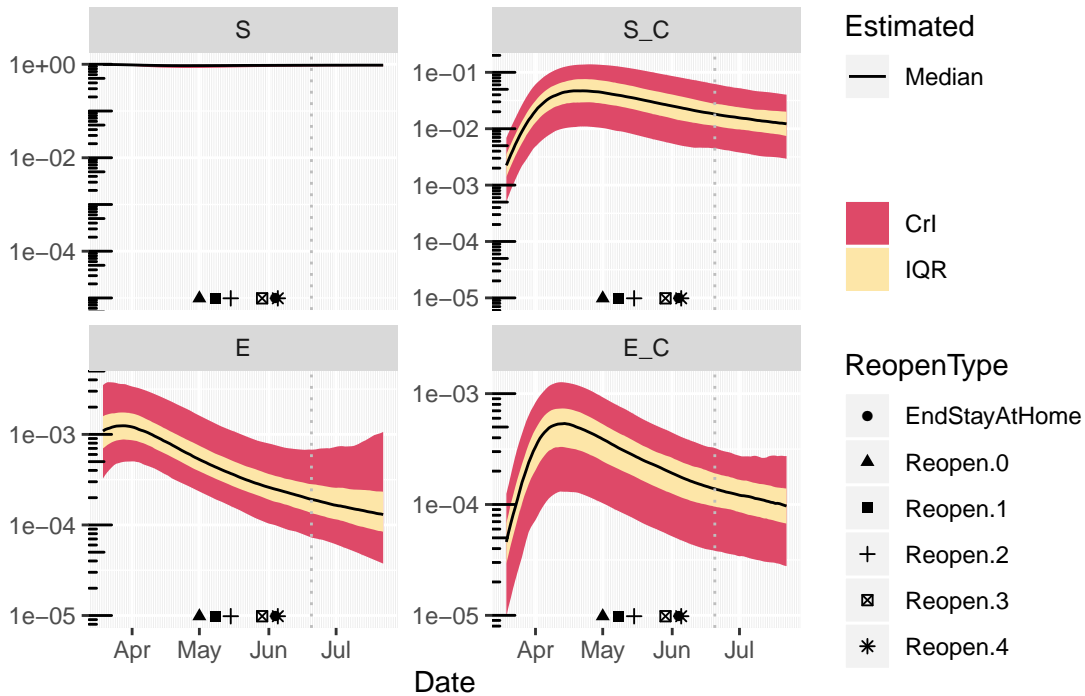 S
S_C
1e+00
1e−02
1e−04
1e−01
1e−02
1e−03
1e−04
1e−05
E
E_C
1e−03
1e−04
1e−05
1e−03
1e−04
1e−05
Apr May Jun Jul
Apr May Jun Jul
Date
Estimated
Median
CrI
IQR
ReopenType
EndStayAtHome
Reopen.0
Reopen.1
Reopen.2
Reopen.3
Reopen.4